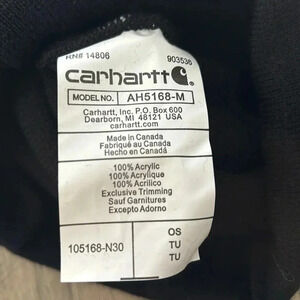 RN# 14806 903536
carhartt
MODEL NO. AH5168-M
Carhartt, Inc. P.O. Box 600
Dearborn, MI 48121 USA
carhartt.com
Made in Canada
Fabriqué au Canada
Hecho en Canadá
100% Acrylic
100% Acrylique
100% Acrilico
Exclusive Trimming
Sauf Garnitures
Excepto Adorno
105168-N30
OS
TU
TU